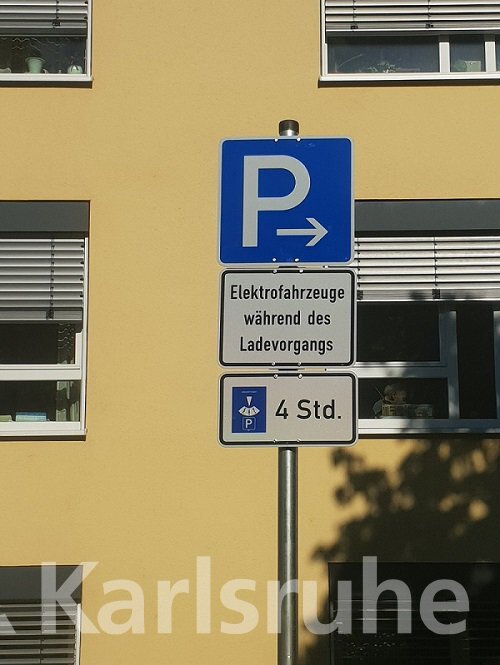 P
Elektrofahrzeuge
während des
Ladevorgangs
P
4 Std.
Karlsruhe